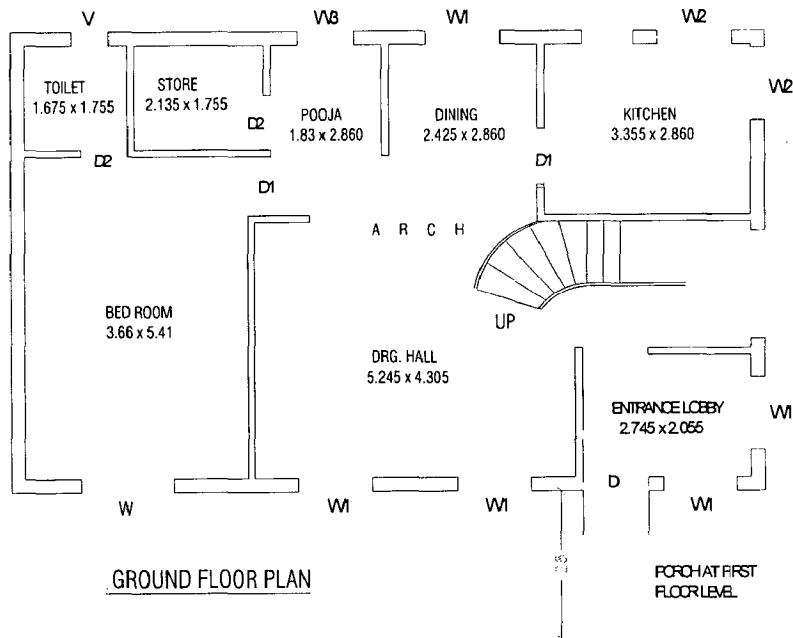 V W3 W1 W2
TOILET
1.675 x 1.755
STORE
2.135 x 1.755
POOJA
1.83 x 2.860
DINING
2.425 x 2.860
KITCHEN
3.355 x 2.860
W2
D2
D2
D1
D1
A R C H
BED ROOM
3.66 x 5.41
UP
DRG. HALL
5.245 x 4.305
ENTRANCE LOBBY
2.745 x 2.055
W1
W
W1
W1
D
W1
GROUND FLOOR PLAN
PORCH AT FIRST
FLOOR LEVEL